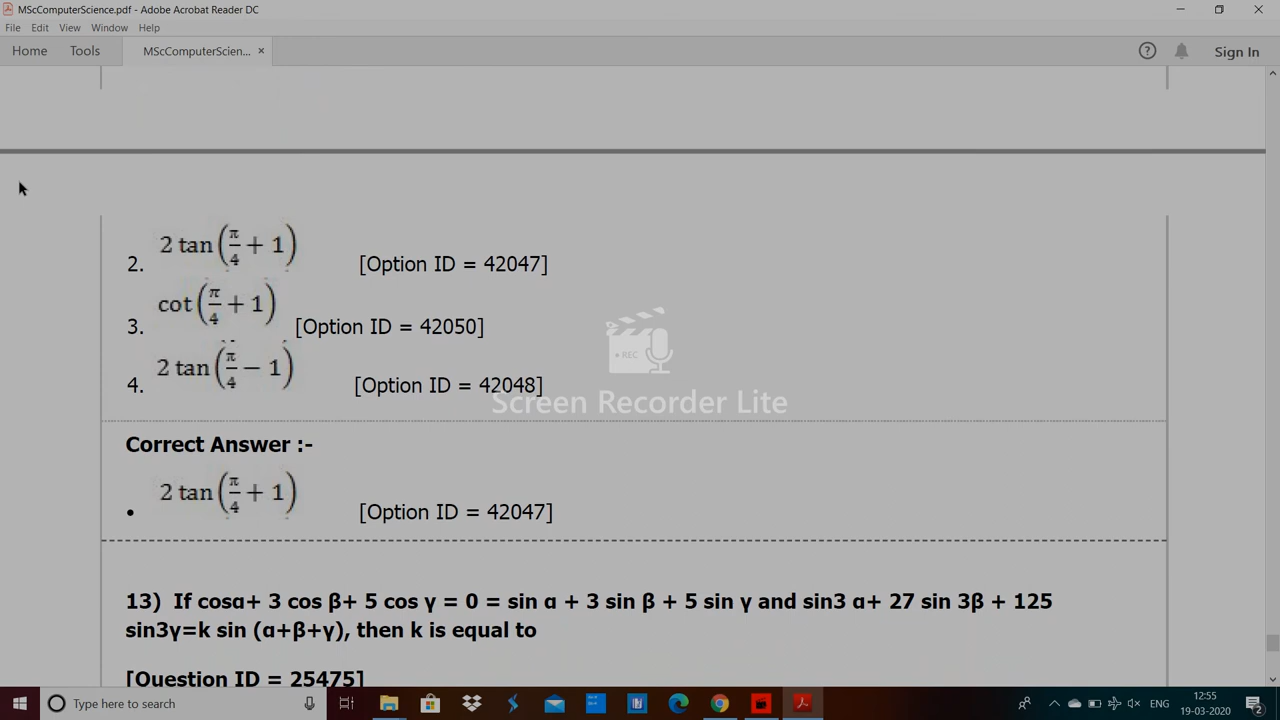 MScComputerScience.pdf - Adobe Acrobat Reader DC
File Edit View Window Help
Home Tools MScComputerScien... × Sign In
2. 2 tan(π/4 + 1) [Option ID = 42047]
3. cot(π/4 + 1) [Option ID = 42050]
4. 2 tan(π/4 − 1) [Option ID = 42048]
• REC
Screen Recorder Lite
Correct Answer :-
• 2 tan(π/4 + 1) [Option ID = 42047]
13) If cosα+ 3 cos β+ 5 cos γ = 0 = sin α + 3 sin β + 5 sin γ and sin3 α+ 27 sin 3β + 125
sin3γ=k sin (α+β+γ), then k is equal to
[Question ID = 25475]
Type here to search
ENG
12:55
19-03-2020
2